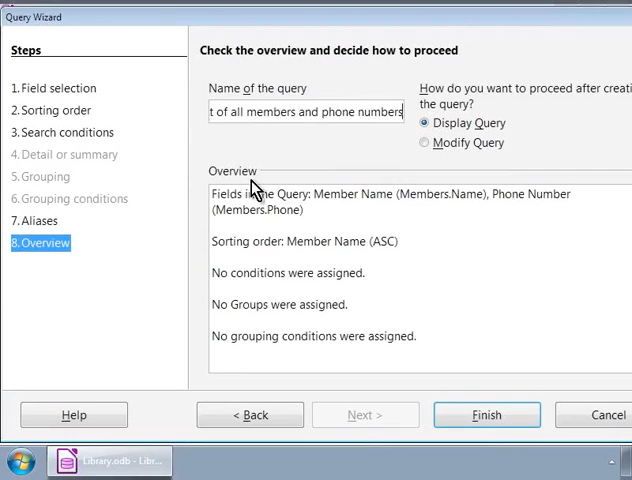 Query Wizard
Steps
1.Field selection
2.Sorting order
3.Search conditions
4.Detail or summary
5.Grouping
6.Grouping conditions
7.Aliases
8.Overview
Check the overview and decide how to proceed
Name of the query
t of all members and phone numbers
How do you want to proceed after creati
the query?
Display Query
Modify Query
Overview
Fields in the Query: Member Name (Members.Name), Phone Number
(Members.Phone)
Sorting order: Member Name (ASC)
No conditions were assigned.
No Groups were assigned.
No grouping conditions were assigned.
Help
< Back
Next >
Finish
Cancel
Library.odb - Libr...